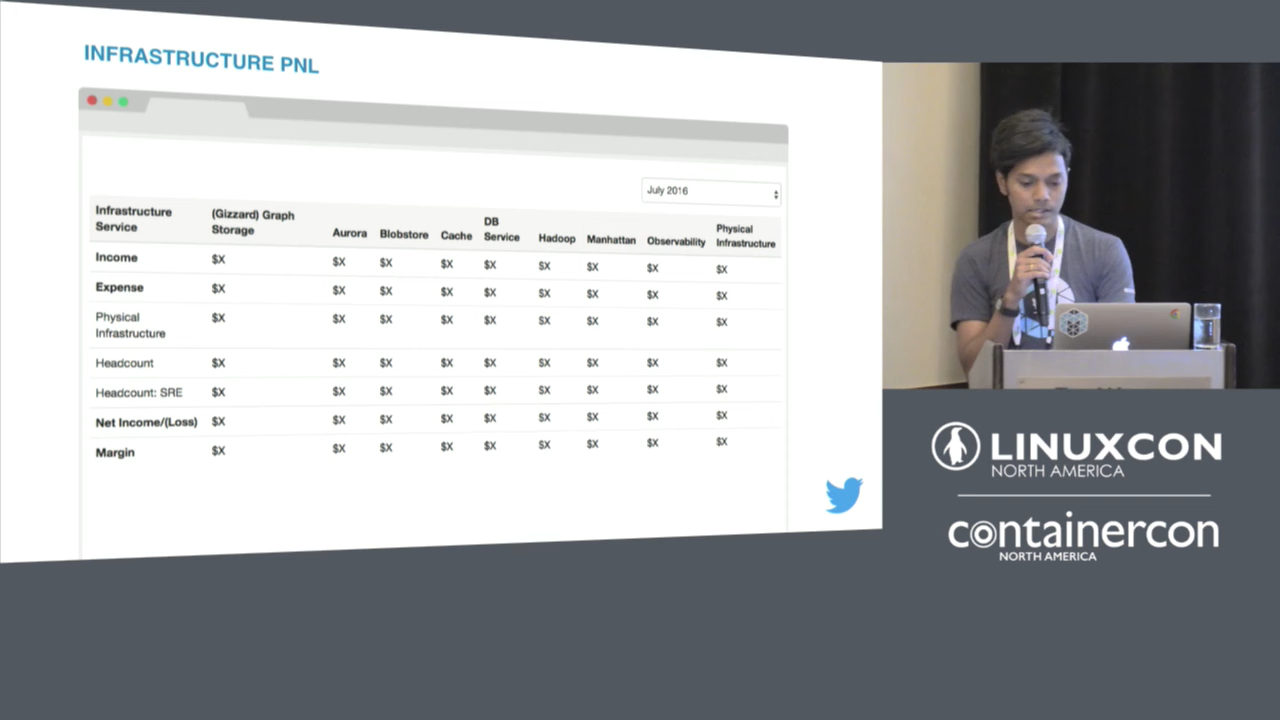 INFRASTRUCTURE PNL
July 2016
Infrastructure Service (Gizzard) Graph Storage Aurora Blobstore Cache DB Service Hadoop Manhattan Observability Physical Infrastructure
Income $X $X $X $X $X $X $X $X $X
Expense $X $X $X $X $X $X $X $X $X
Physical Infrastructure $X $X $X $X $X $X $X $X $X
Headcount $X $X $X $X $X $X $X $X $X
Headcount: SRE $X $X $X $X $X $X $X $X $X
Net Income/(Loss) $X $X $X $X $X $X $X $X $X
Margin $X $X $X $X $X $X $X $X $X
LINUXCON
NORTH AMERICA
containercon
NORTH AMERICA